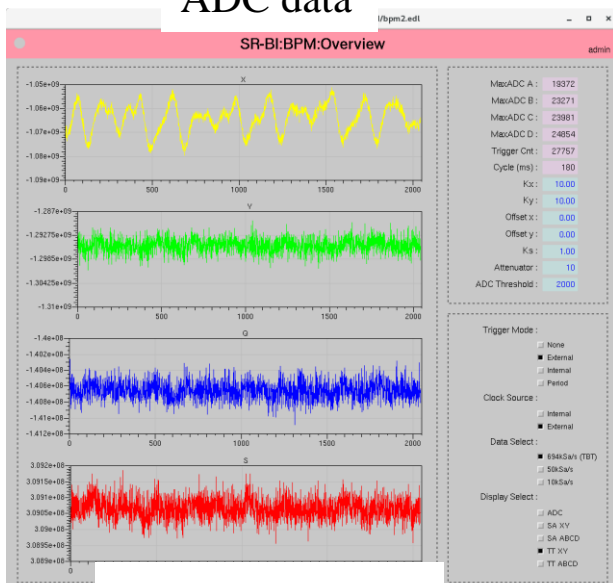 ADC data
l/bpm2.edl
SR-BI:BPM:Overview
admin
X
-1.05e+09
-1.06e+09
-1.07e+09
-1.08e+09
-1.09e+09
0 500 1000 1500 2000
Y
-1.287e+09
-1.29275e+09
-1.2985e+09
-1.30425e+09
-1.31e+09
0 500 1000 1500 2000
Q
-1.4e+08
-1.402e+08
-1.404e+08
-1.406e+08
-1.408e+08
-1.41e+08
-1.412e+08
0 500 1000 1500 2000
S
3.092e+08
3.0915e+08
3.091e+08
3.0905e+08
3.09e+08
3.0895e+08
3.089e+08
0
MaxADC A : 19372
MaxADC B : 23271
MaxADC C : 23981
MaxADC D : 24854
Trigger Cnt : 27757
Cycle (ms) : 180
Kx : 10.00
Ky : 10.00
Offset x : 0.00
Offset y : 0.00
Ks : 1.00
Attenuator : 10
ADC Threshold : 2000
Trigger Mode :
None
External
Internal
Period
Clock Source :
Internal
External
Data Select :
694kSa/s (TBT)
50kSa/s
10kSa/s
Display Select :
ADC
SA XY
SA ABCD
TT XY
TT ABCD